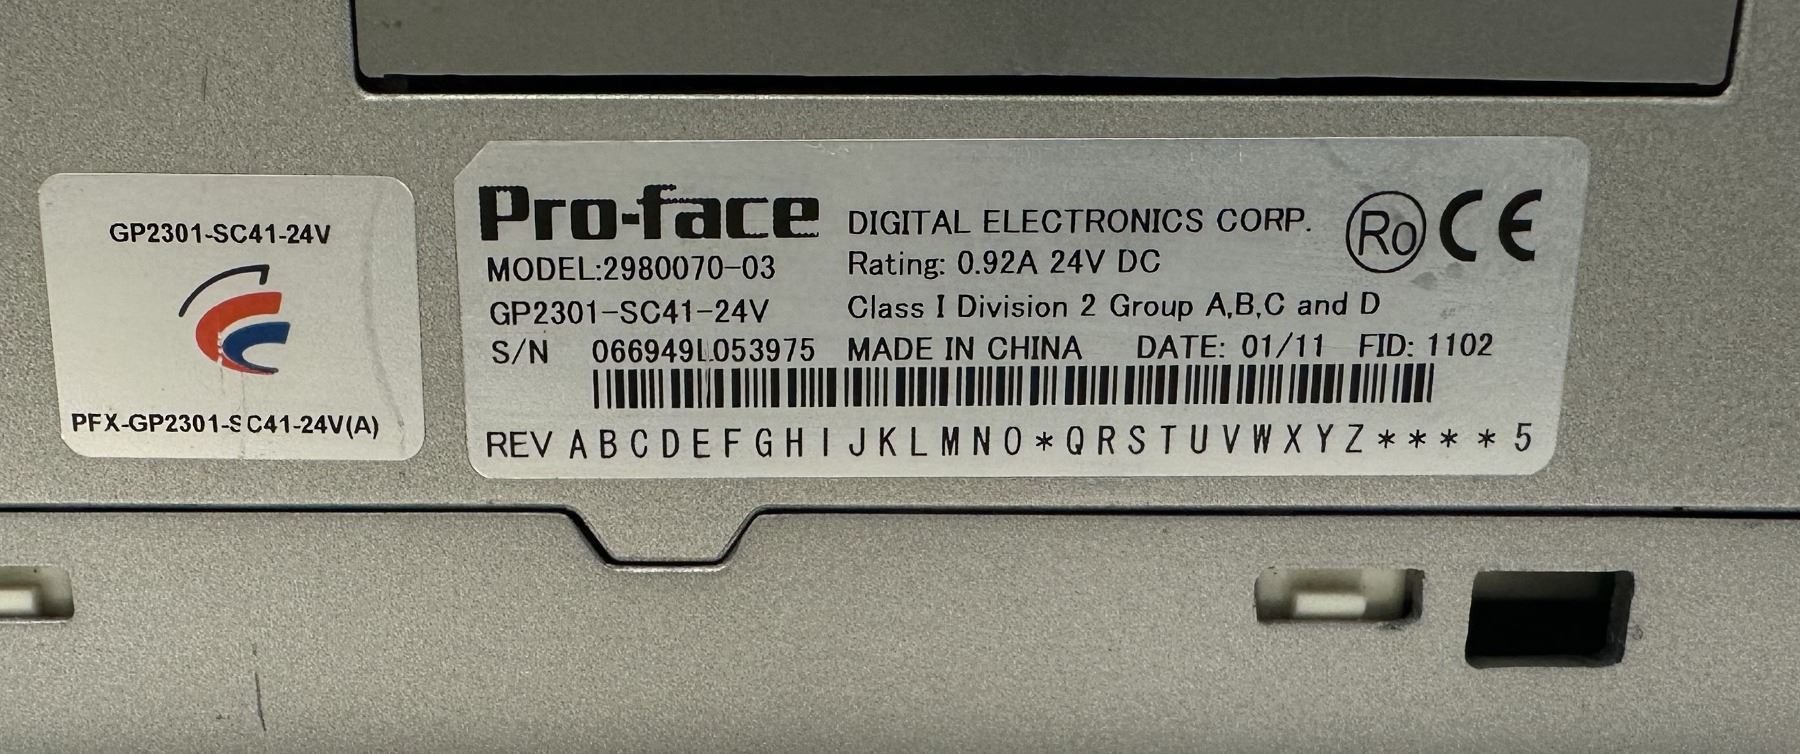 GP2301-SC41-24V
PFX-GP2301-SC41-24V(A)
Pro-face DIGITAL ELECTRONICS CORP. Ro CE
MODEL:2980070-03 Rating: 0.92A 24V DC
GP2301-SC41-24V Class I Division 2 Group A,B,C and D
S/N 066949L053975 MADE IN CHINA DATE: 01/11 FID: 1102
REV A B C D E F G H I J K L M N O * Q R S T U V W X Y Z * * * * 5